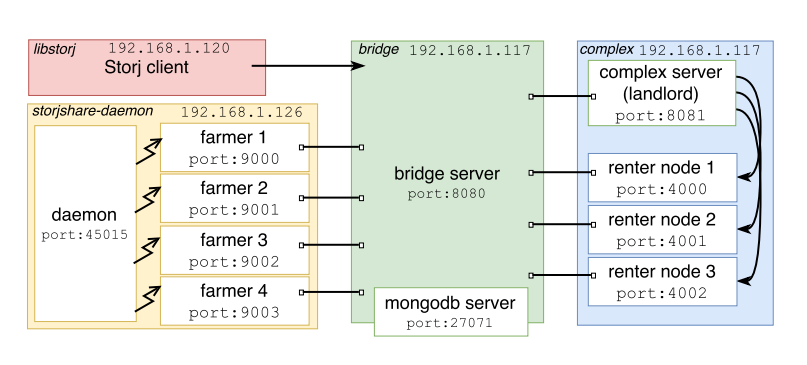 libstorj 192.168.1.120
Storj client
storjshare-daemon 192.168.1.126
daemon
port:45015
farmer 1
port:9000
farmer 2
port:9001
farmer 3
port:9002
farmer 4
port:9003
bridge 192.168.1.117
bridge server
port:8080
mongodb server
port:27071
complex 192.168.1.117
complex server
(landlord)
port:8081
renter node 1
port:4000
renter node 2
port:4001
renter node 3
port:4002